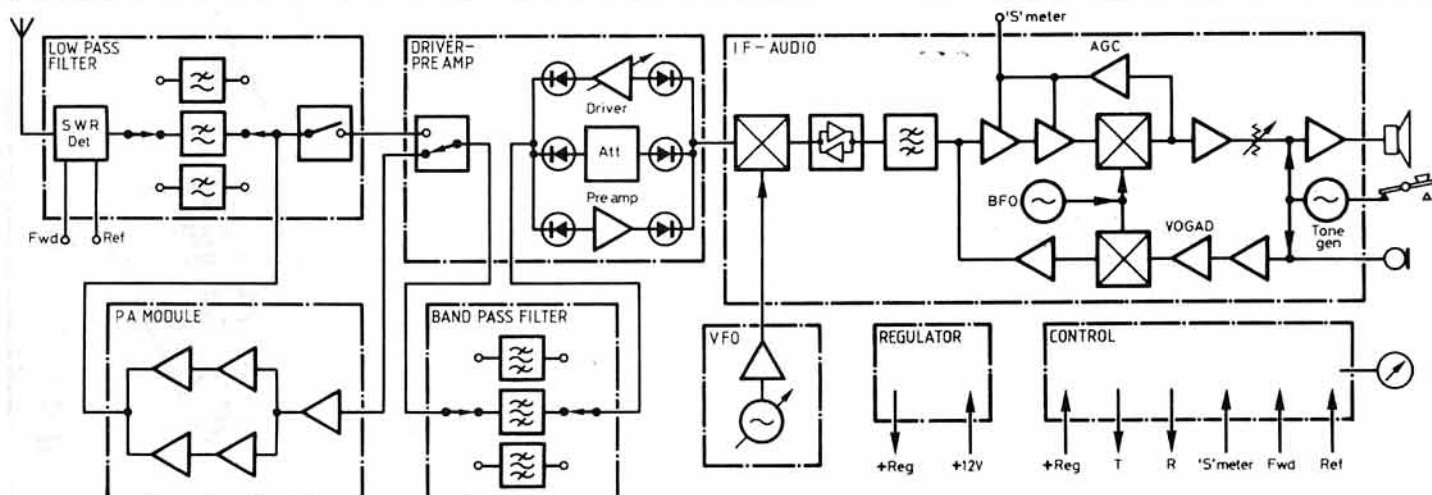 'S' meter
LOW PASS
FILTER
SWR
Det
Fwd
Ref
DRIVER-
PRE AMP
Driver
Att
Pre amp
IF-AUDIO
AGC
BFO
VOGAD
Tone
gen
PA MODULE
BAND PASS FILTER
VFO
REGULATOR
+Reg
+12V
CONTROL
+Reg
T
R
'S' meter
Fwd
Ref